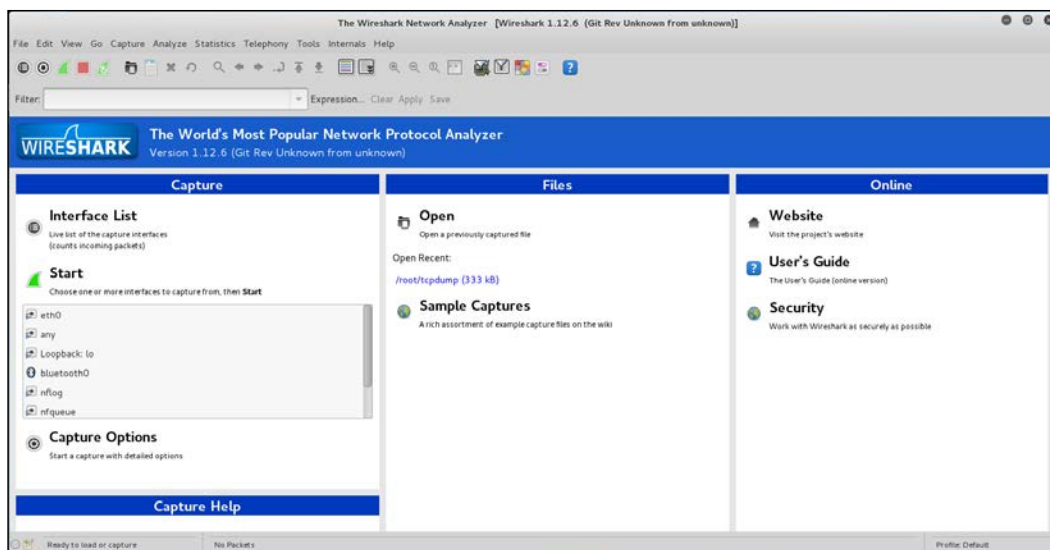 The Wireshark Network Analyzer [Wireshark 1.12.6 (Git Rev Unknown from unknown)]
File Edit View Go Capture Analyze Statistics Telephony Tools Internals Help
Filter:
Expression... Clear Apply Save
WIRESHARK
The World's Most Popular Network Protocol Analyzer
Version 1.12.6 (Git Rev Unknown from unknown)
Capture
Interface List
Live list of the capture interfaces
(counts incoming packets)
Start
Choose one or more interfaces to capture from, then Start
eth0
any
Loopback: lo
bluetooth0
nflog
nfqueue
Capture Options
Start a capture with detailed options
Capture Help
Files
Open
Open a previously captured file
Open Recent:
/root/tcpdump (333 kB)
Sample Captures
A rich assortment of example capture files on the wiki
Online
Website
Visit the project's website
User's Guide
The User's Guide (online version)
Security
Work with Wireshark as securely as possible
Ready to load or capture
No Packets
Profile: Default